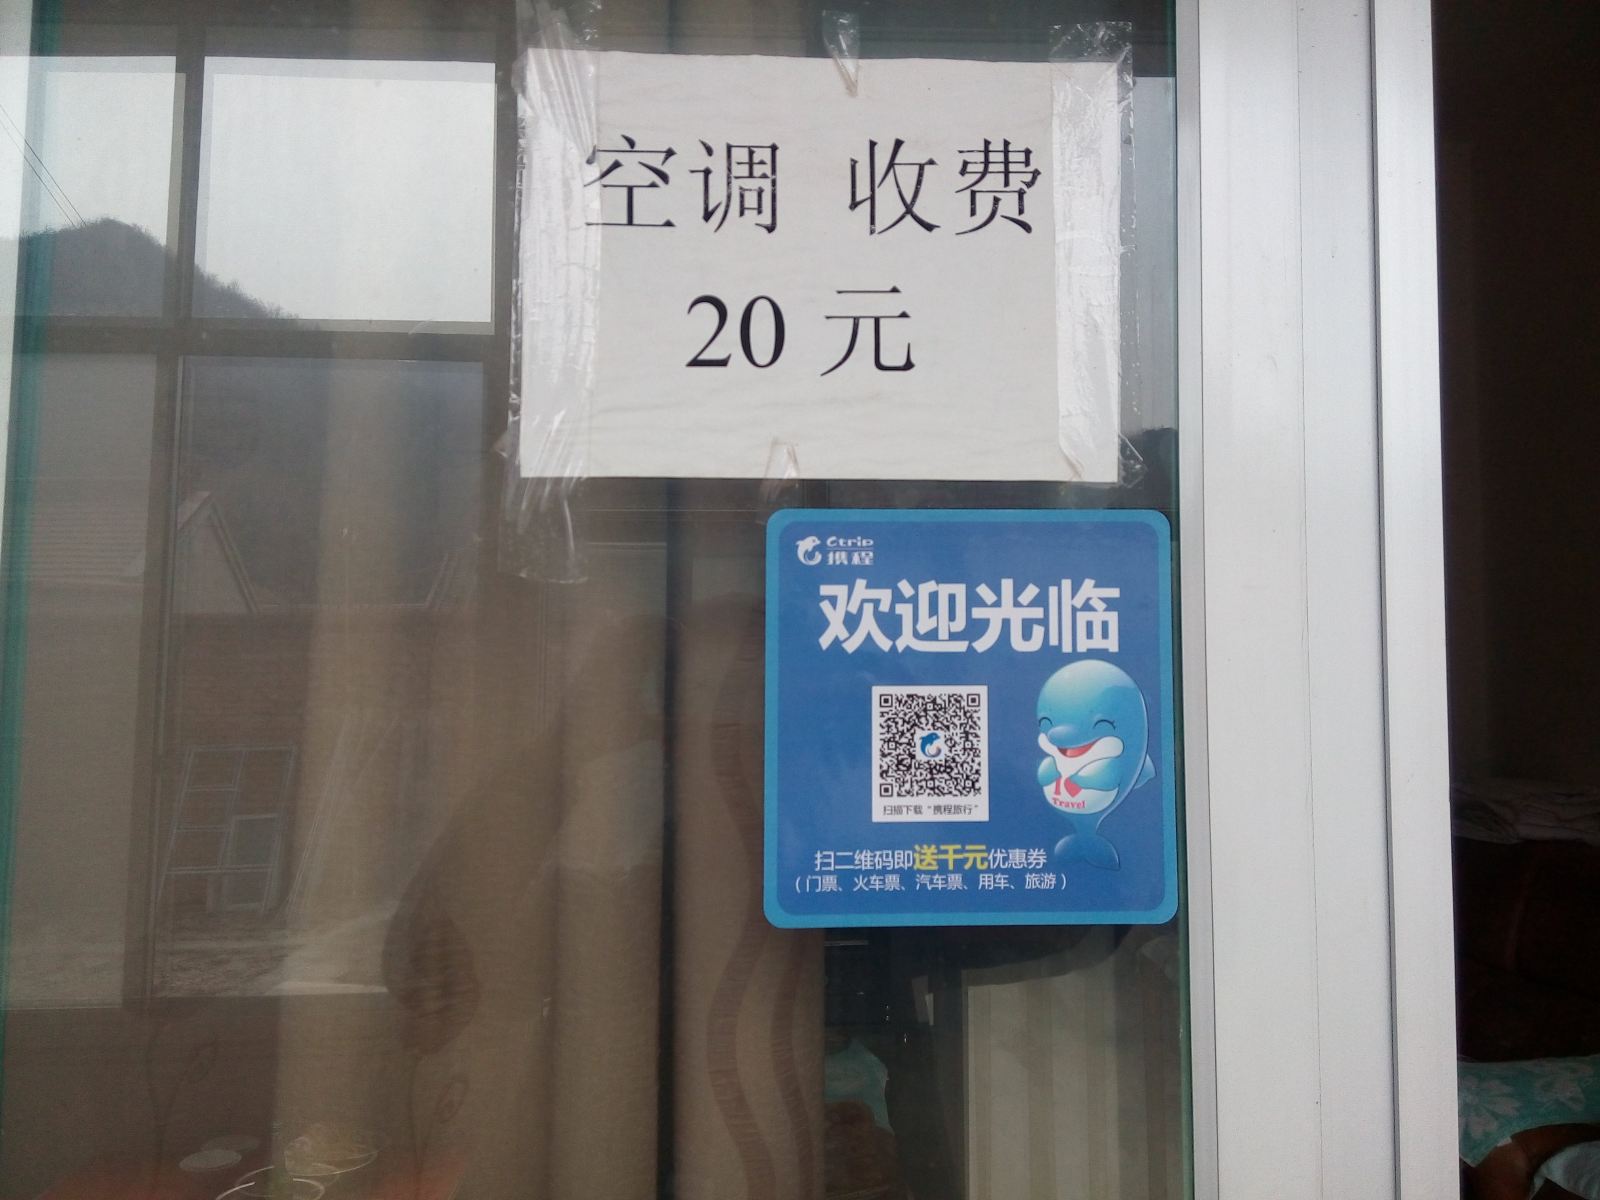 空调 收费
20 元
Ctrip
携程
欢迎光临
扫描下载“携程旅行”
I
Travel
扫二维码即送千元优惠券
（门票、火车票、汽车票、用车、旅游）